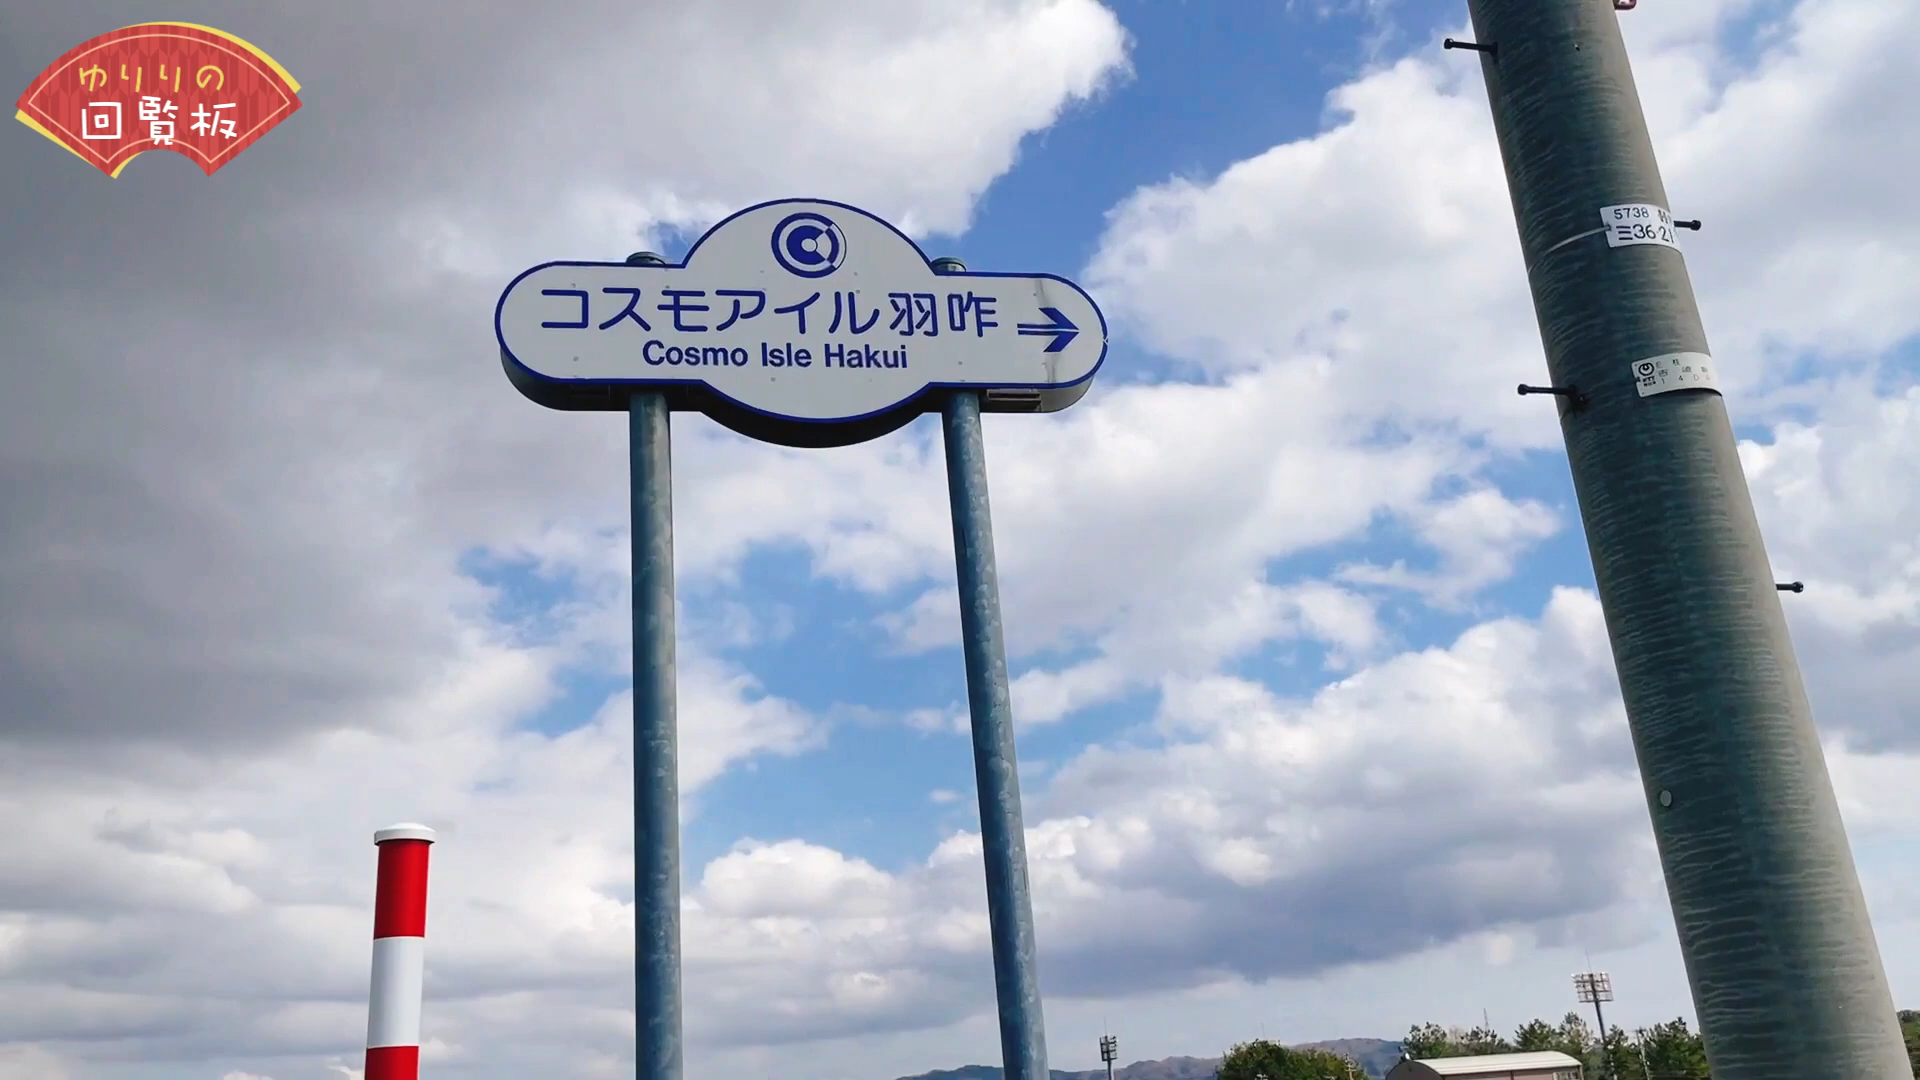 ゆりりの
回覧板
コスモアイル羽咋
Cosmo Isle Hakui
5738
三36-21